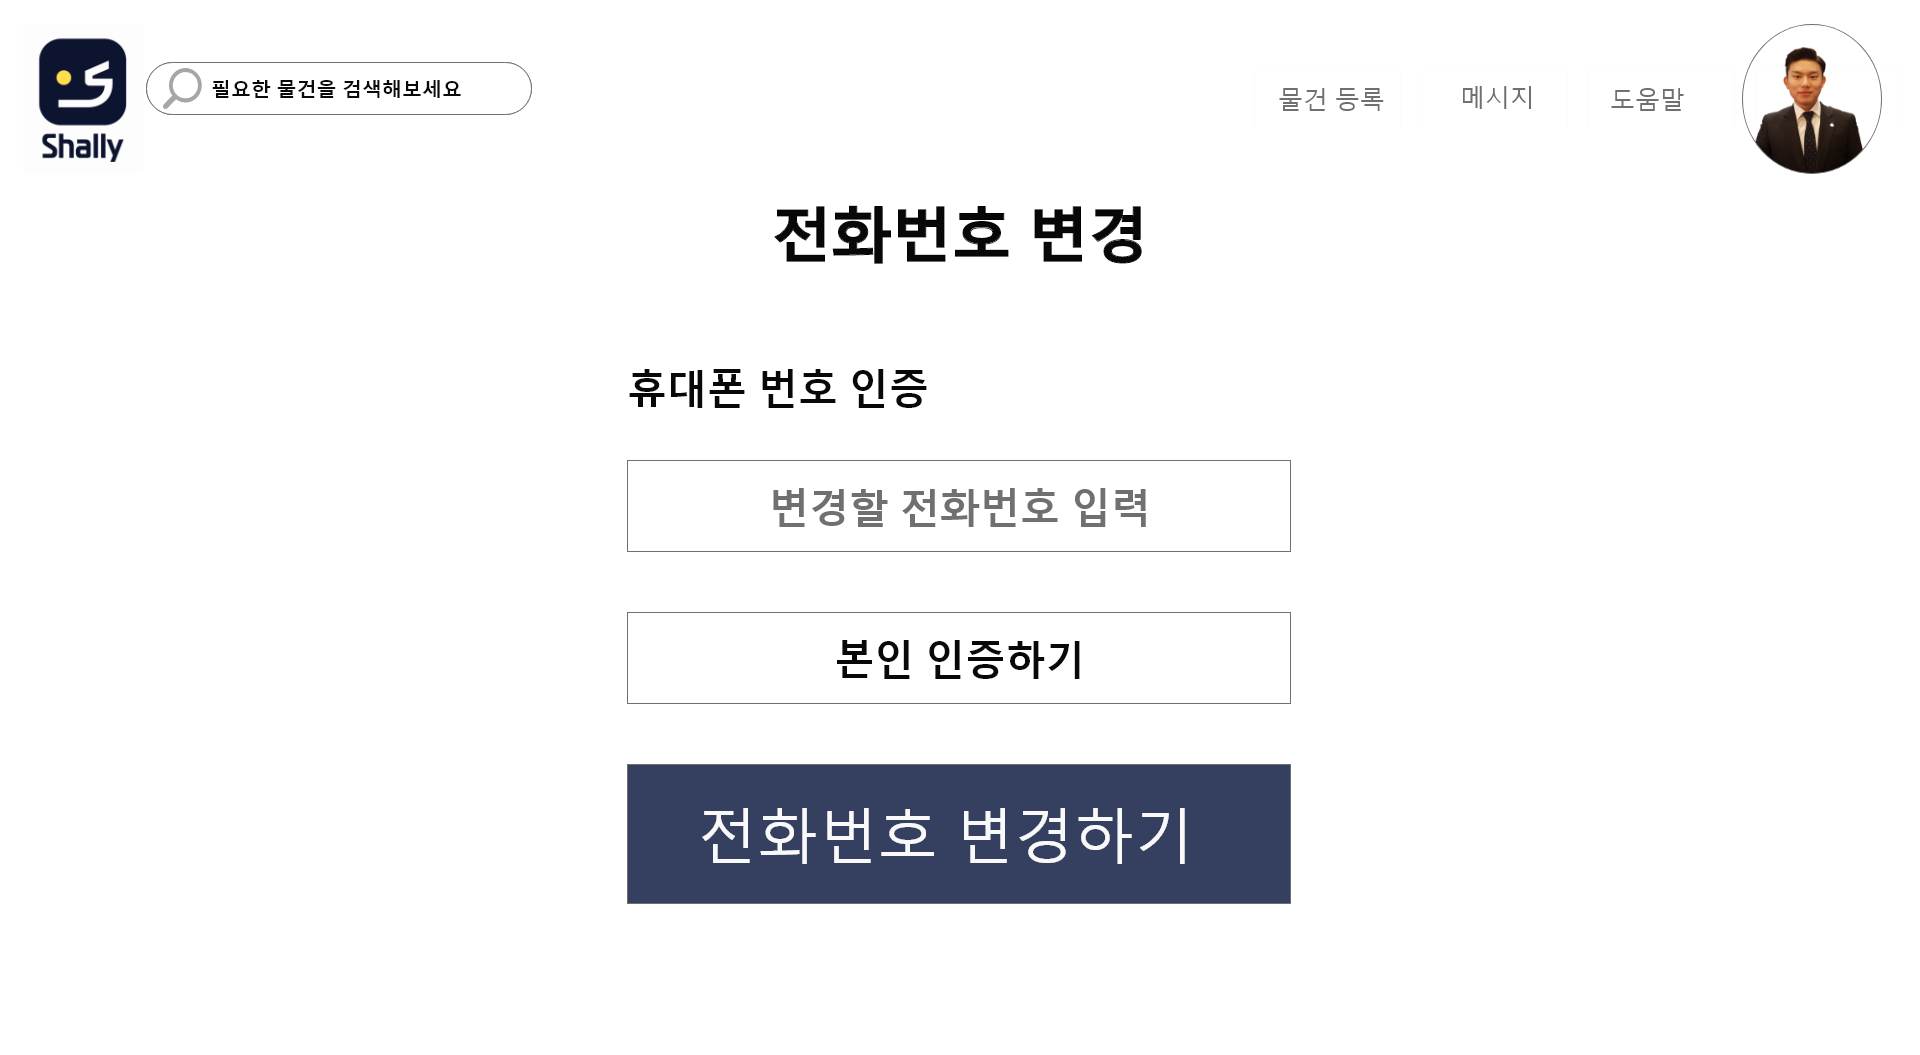 Shally
필요한 물건을 검색해보세요
물건 등록
메시지
도움말
전화번호 변경
휴대폰 번호 인증
변경할 전화번호 입력
본인 인증하기
전화번호 변경하기